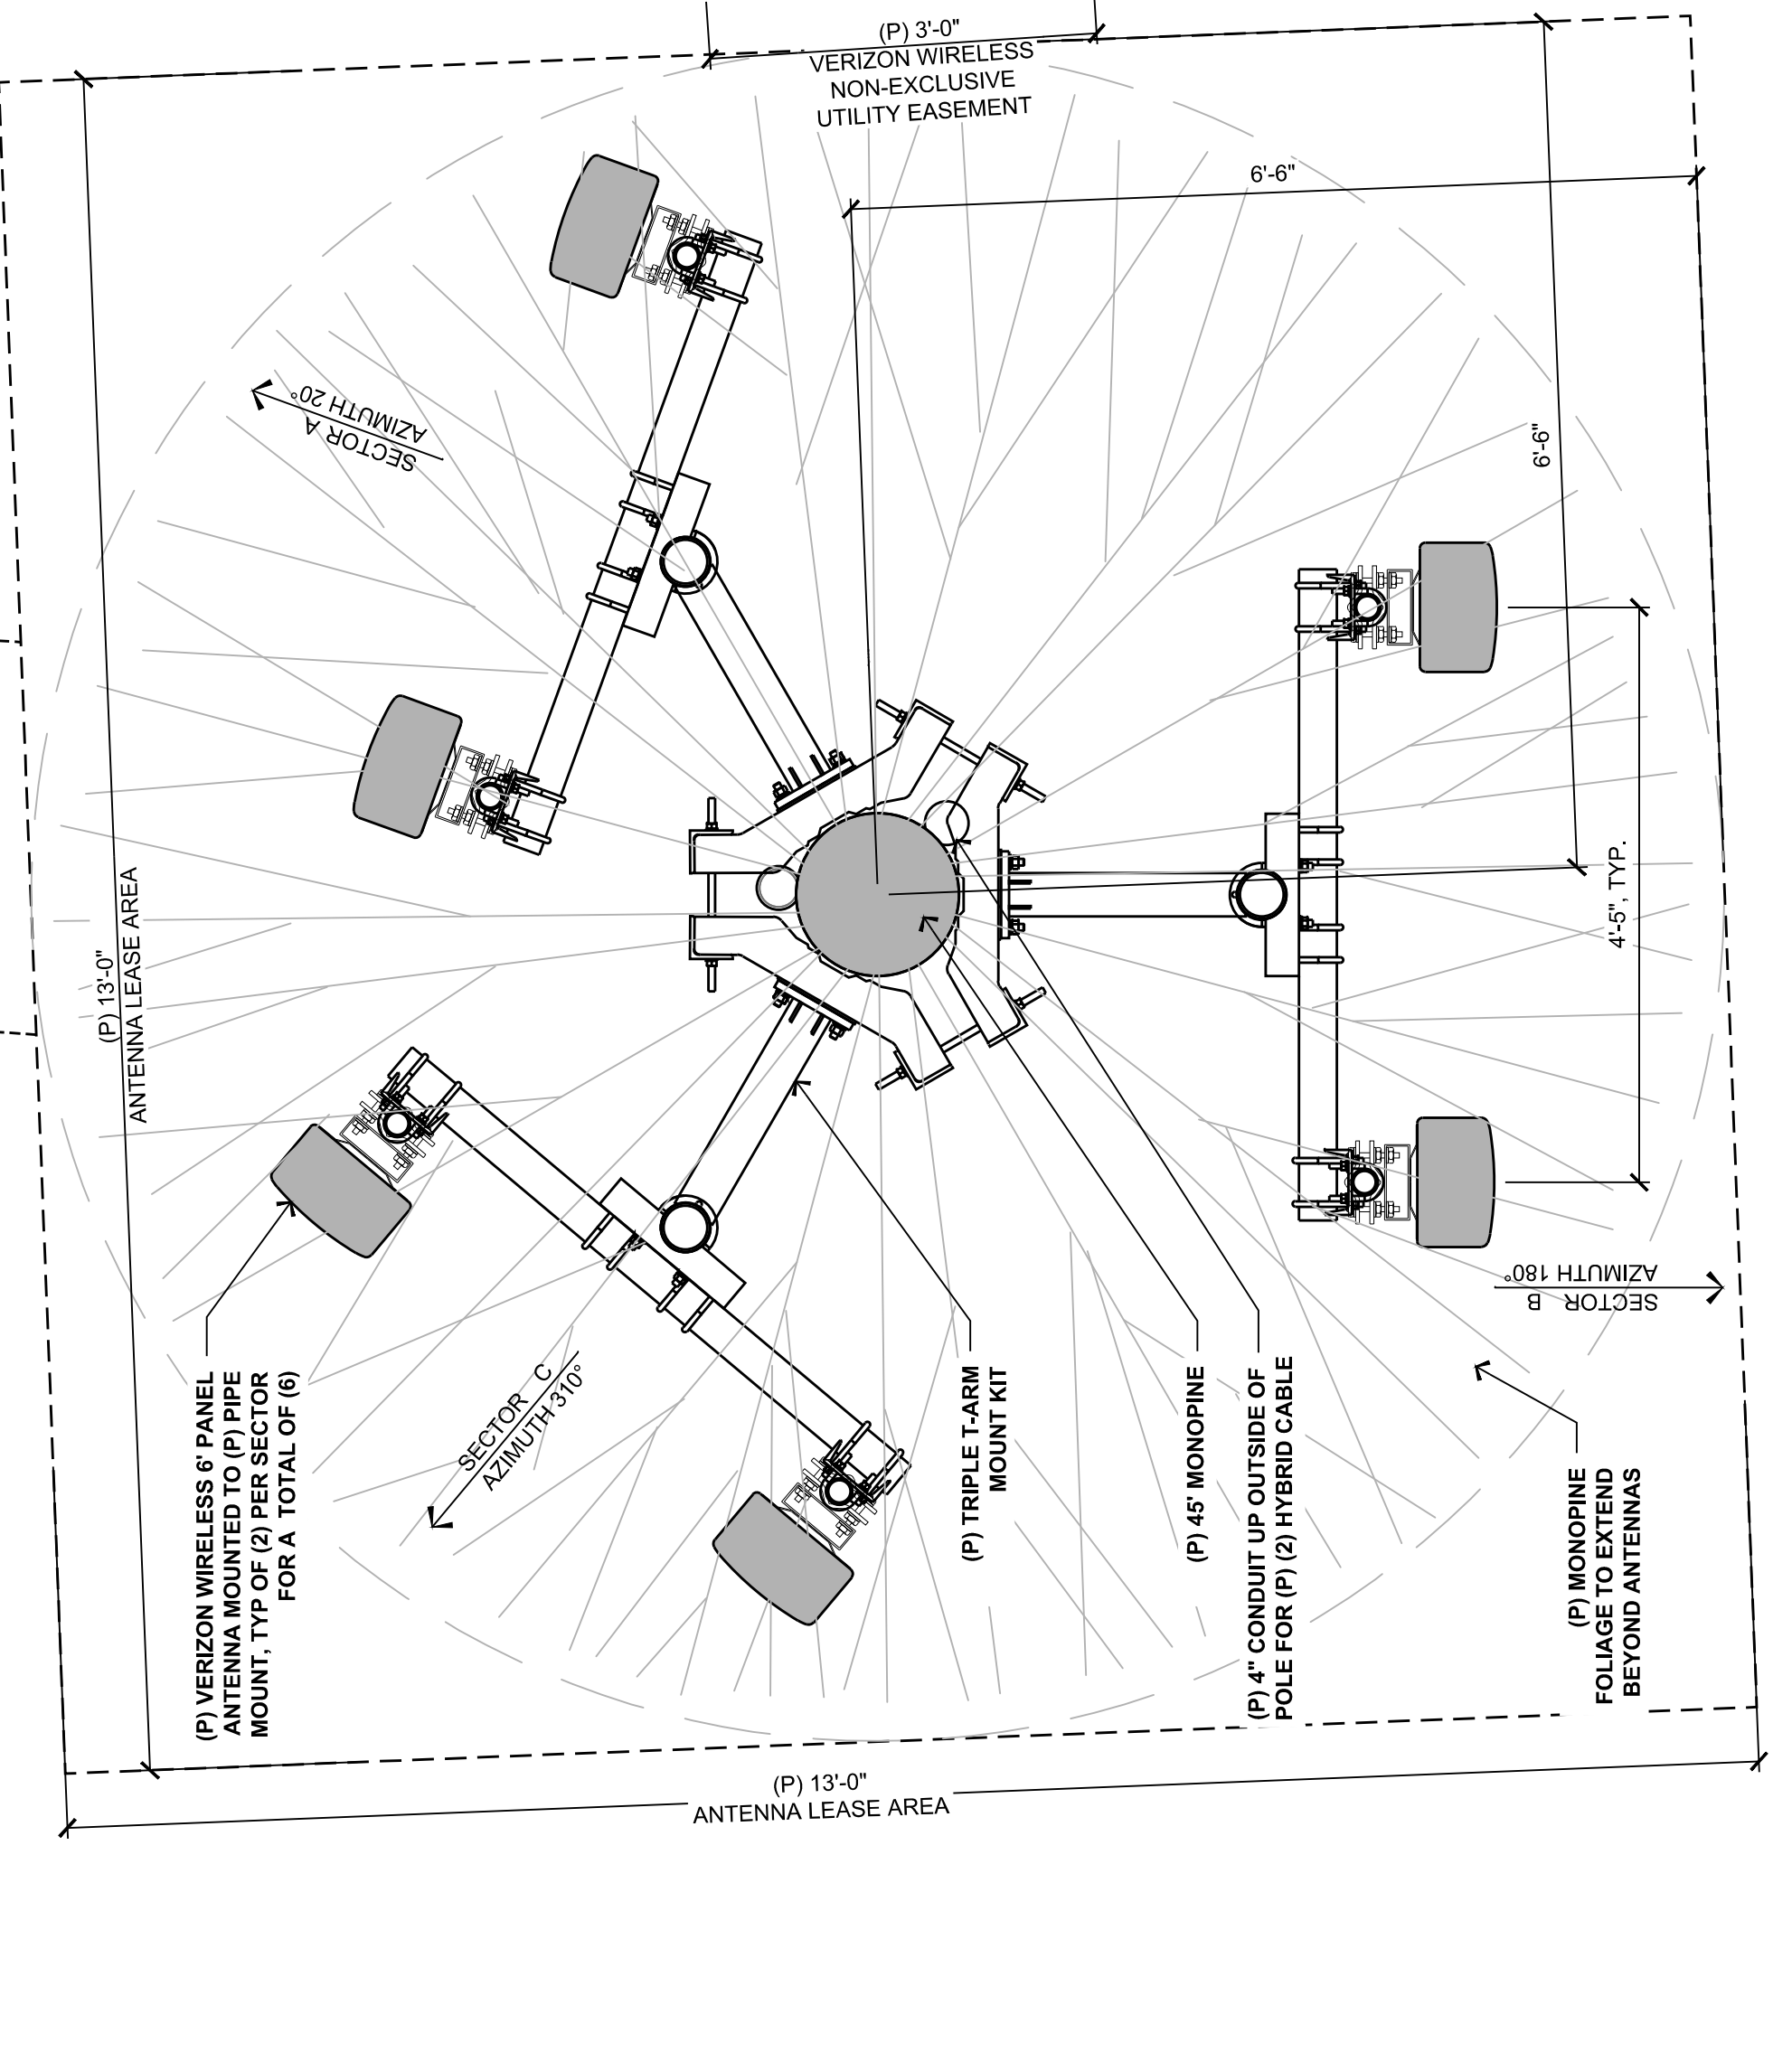 (P) 3'-0"
VERIZON WIRELESS
NON-EXCLUSIVE
UTILITY EASEMENT
6'-6"
6'-6"
SECTOR A
AZIMUTH 20°
4'-5", TYP.
(P) 13'-0"
ANTENNA LEASE AREA
SECTOR B
AZIMUTH 180°
SECTOR C
AZIMUTH 310°
(P) VERIZON WIRELESS 6' PANEL
ANTENNA MOUNTED TO (P) PIPE
MOUNT, TYP OF (2) PER SECTOR
FOR A TOTAL OF (6)
(P) TRIPLE T-ARM
MOUNT KIT
(P) 45' MONOPINE
(P) 4" CONDUIT UP OUTSIDE OF
POLE FOR (P) (2) HYBRID CABLE
(P) MONOPINE
FOLIAGE TO EXTEND
BEYOND ANTENNAS
(P) 13'-0"
ANTENNA LEASE AREA